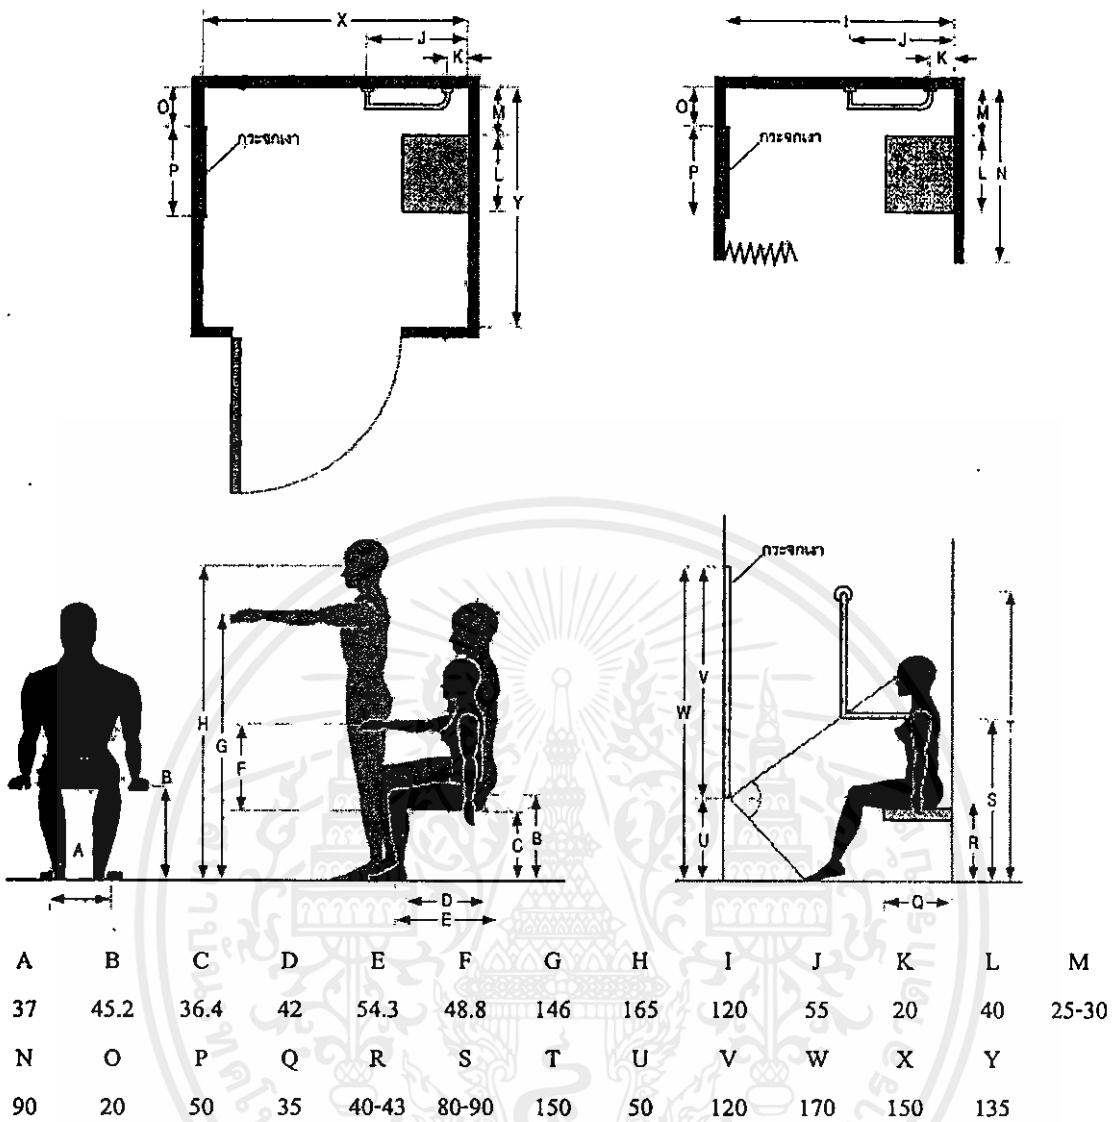 X
J
K
O
P
กระจกเงา
M
L
Y
I
J
K
O
P
กระจกเงา
M
L
N
A
B
H
G
F
C
B
D
E
กระจกเงา
W
V
U
T
S
R
Q
A B C D E F G H I J K L M
37 45.2 36.4 42 54.3 48.8 146 165 120 55 20 40 25-30
N O P Q R S T U V W X Y
90 20 50 35 40-43 80-90 150 50 120 170 150 135